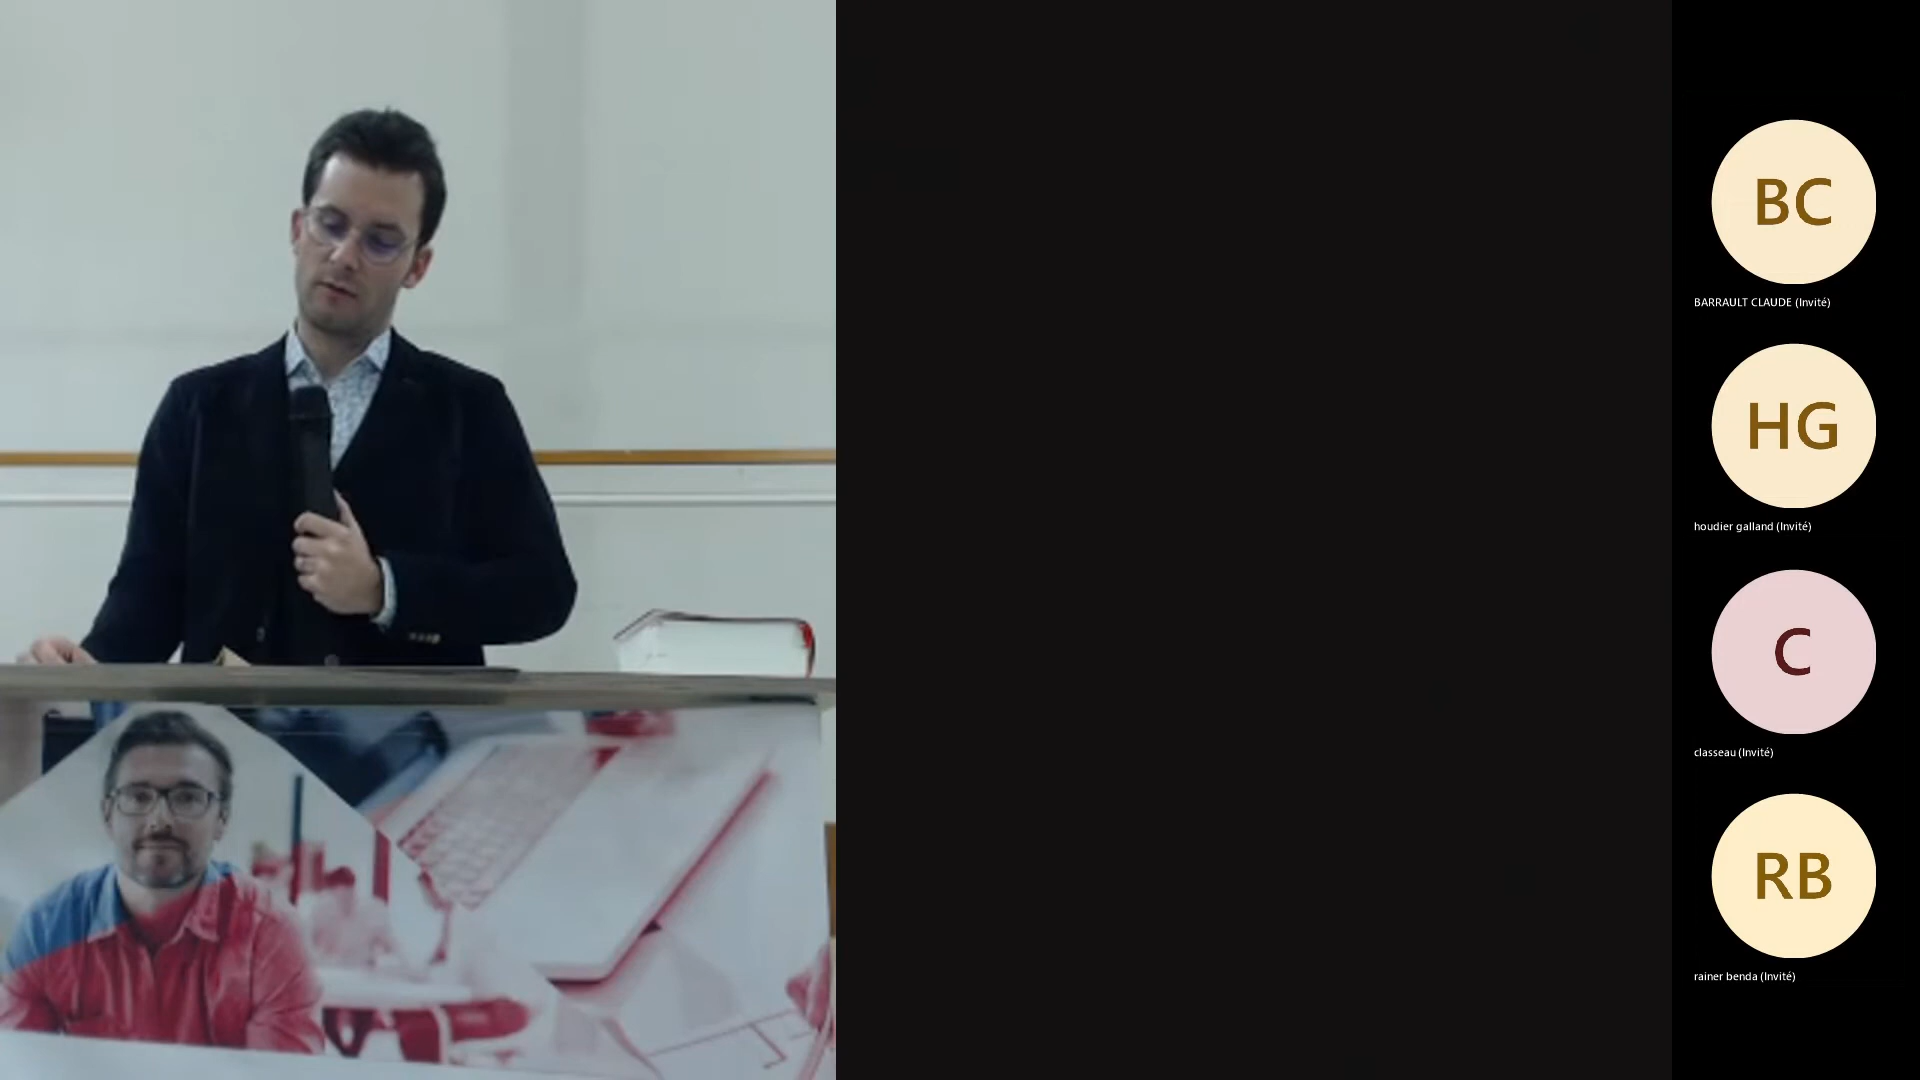 BC
BARRAULT CLAUDE (Invité)
HG
houdier galland (Invité)
C
classeau (Invité)
RB
rainer benda (Invité)